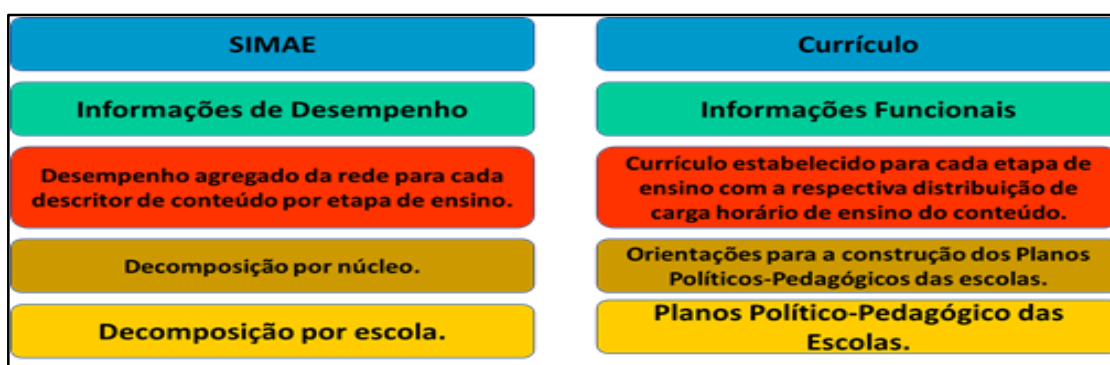 SIMAE
Informações de Desempenho
Desempenho agregado da rede para cada
descritor de conteúdo por etapa de ensino.
Decomposição por núcleo.
Decomposição por escola.
Currículo
Informações Funcionais
Currículo estabelecido para cada etapa de
ensino com a respectiva distribuição de
carga horário de ensino do conteúdo.
Orientações para a construção dos Planos
Políticos-Pedagógicos das escolas.
Planos Político-Pedagógico das
Escolas.